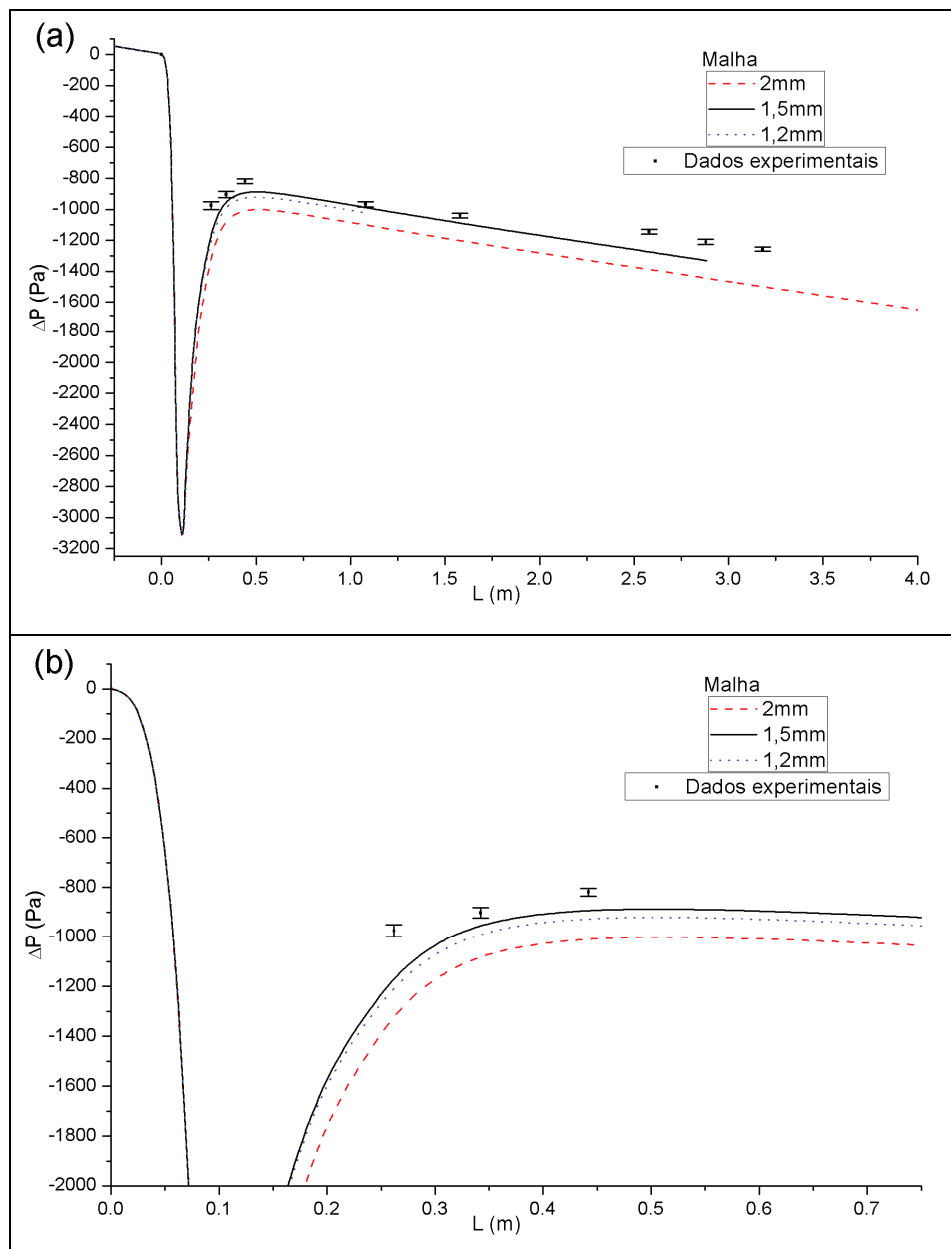 (a)
0
-200
-400
-600
-800
-1000
-1200
-1400
-1600
-1800
-2000
-2200
-2400
-2600
-2800
-3000
-3200
ΔP (Pa)
Malha
2mm
1,5mm
1,2mm
Dados experimentais
0.0 0.5 1.0 1.5 2.0 2.5 3.0 3.5 4.0
L (m)
(b)
0
-200
-400
-600
-800
-1000
-1200
-1400
-1600
-1800
-2000
ΔP (Pa)
Malha
2mm
1,5mm
1,2mm
Dados experimentais
0.0 0.1 0.2 0.3 0.4 0.5 0.6 0.7
L (m)